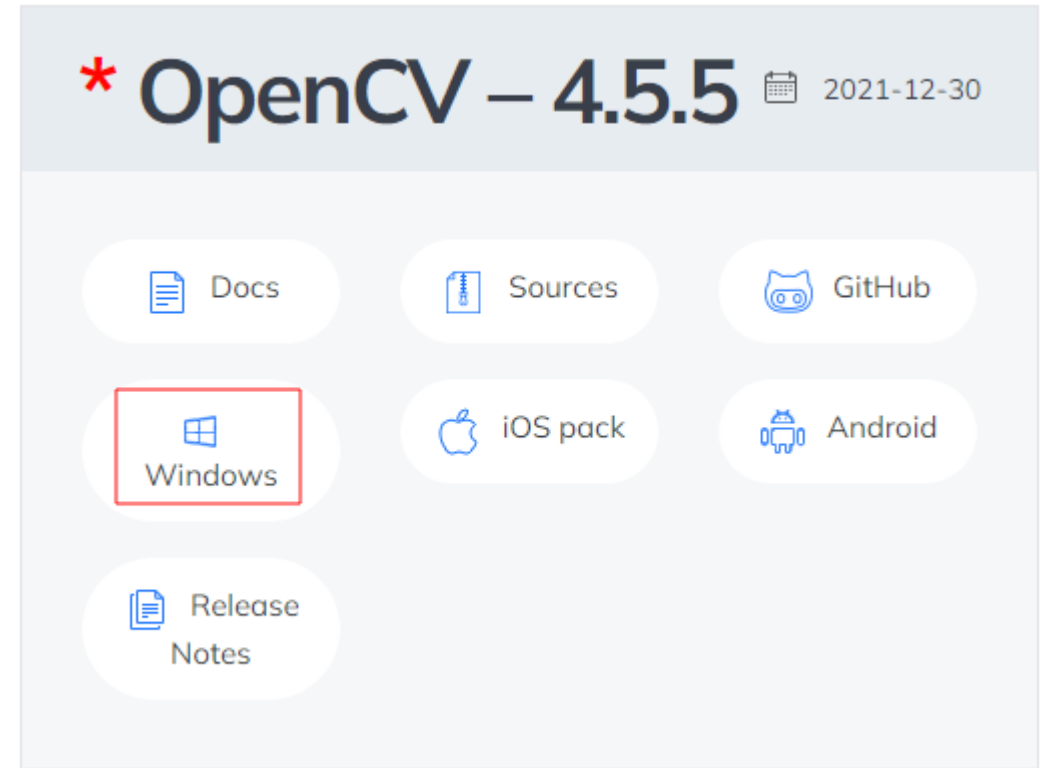 * OpenCV – 4.5.5 2021-12-30
Docs
Sources
GitHub
Windows
iOS pack
Android
Release
Notes